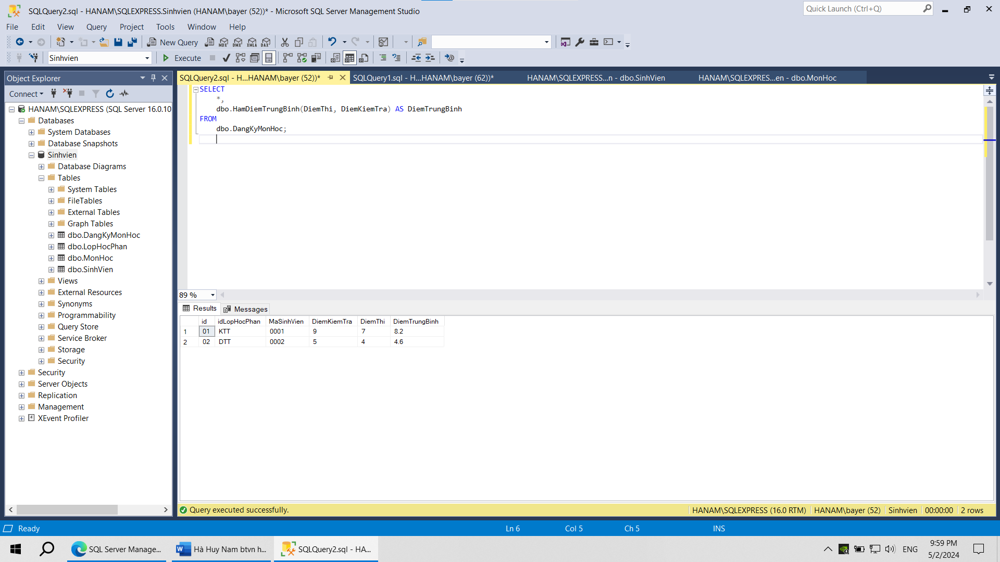 SQLQuery2.sql - HANAM\SQLEXPRESS.Sinhvien (HANAM\bayer (52))* - Microsoft SQL Server Management Studio
Quick Launch (Ctrl+Q)
File Edit View Query Project Tools Window Help
New Query MDX DMX XMLA DAX
Sinhvien Execute
Object Explorer
Connect
HANAM\SQLEXPRESS (SQL Server 16.0.10
Databases
System Databases
Database Snapshots
Sinhvien
Database Diagrams
Tables
System Tables
FileTables
External Tables
Graph Tables
dbo.DangKyMonHoc
dbo.LopHocPhan
dbo.MonHoc
dbo.SinhVien
Views
External Resources
Synonyms
Programmability
Query Store
Service Broker
Storage
Security
Security
Server Objects
Replication
Management
XEvent Profiler
SQLQuery2.sql - H...HANAM\bayer (52))* SQLQuery1.sql - H...HANAM\bayer (62))* HANAM\SQLEXPRESS...n - dbo.SinhVien HANAM\SQLEXPRES...en - dbo.MonHoc
SELECT
*,
dbo.HamDiemTrungBinh(DiemThi, DiemKiemTra) AS DiemTrungBinh
FROM
dbo.DangKyMonHoc;
89 %
Results Messages
id idLopHocPhan MaSinhVien DiemKiemTra DiemThi DiemTrungBinh
1 01 KTT 0001 9 7 8.2
2 02 DTT 0002 5 4 4.6
Query executed successfully. HANAM\SQLEXPRESS (16.0 RTM) HANAM\bayer (52) Sinhvien 00:00:00 2 rows
Ready Ln 6 Col 5 Ch 5 INS
SQL Server Manage... Hà Huy Nam btvn h... SQLQuery2.sql - HA... ENG 9:59 PM
5/2/2024